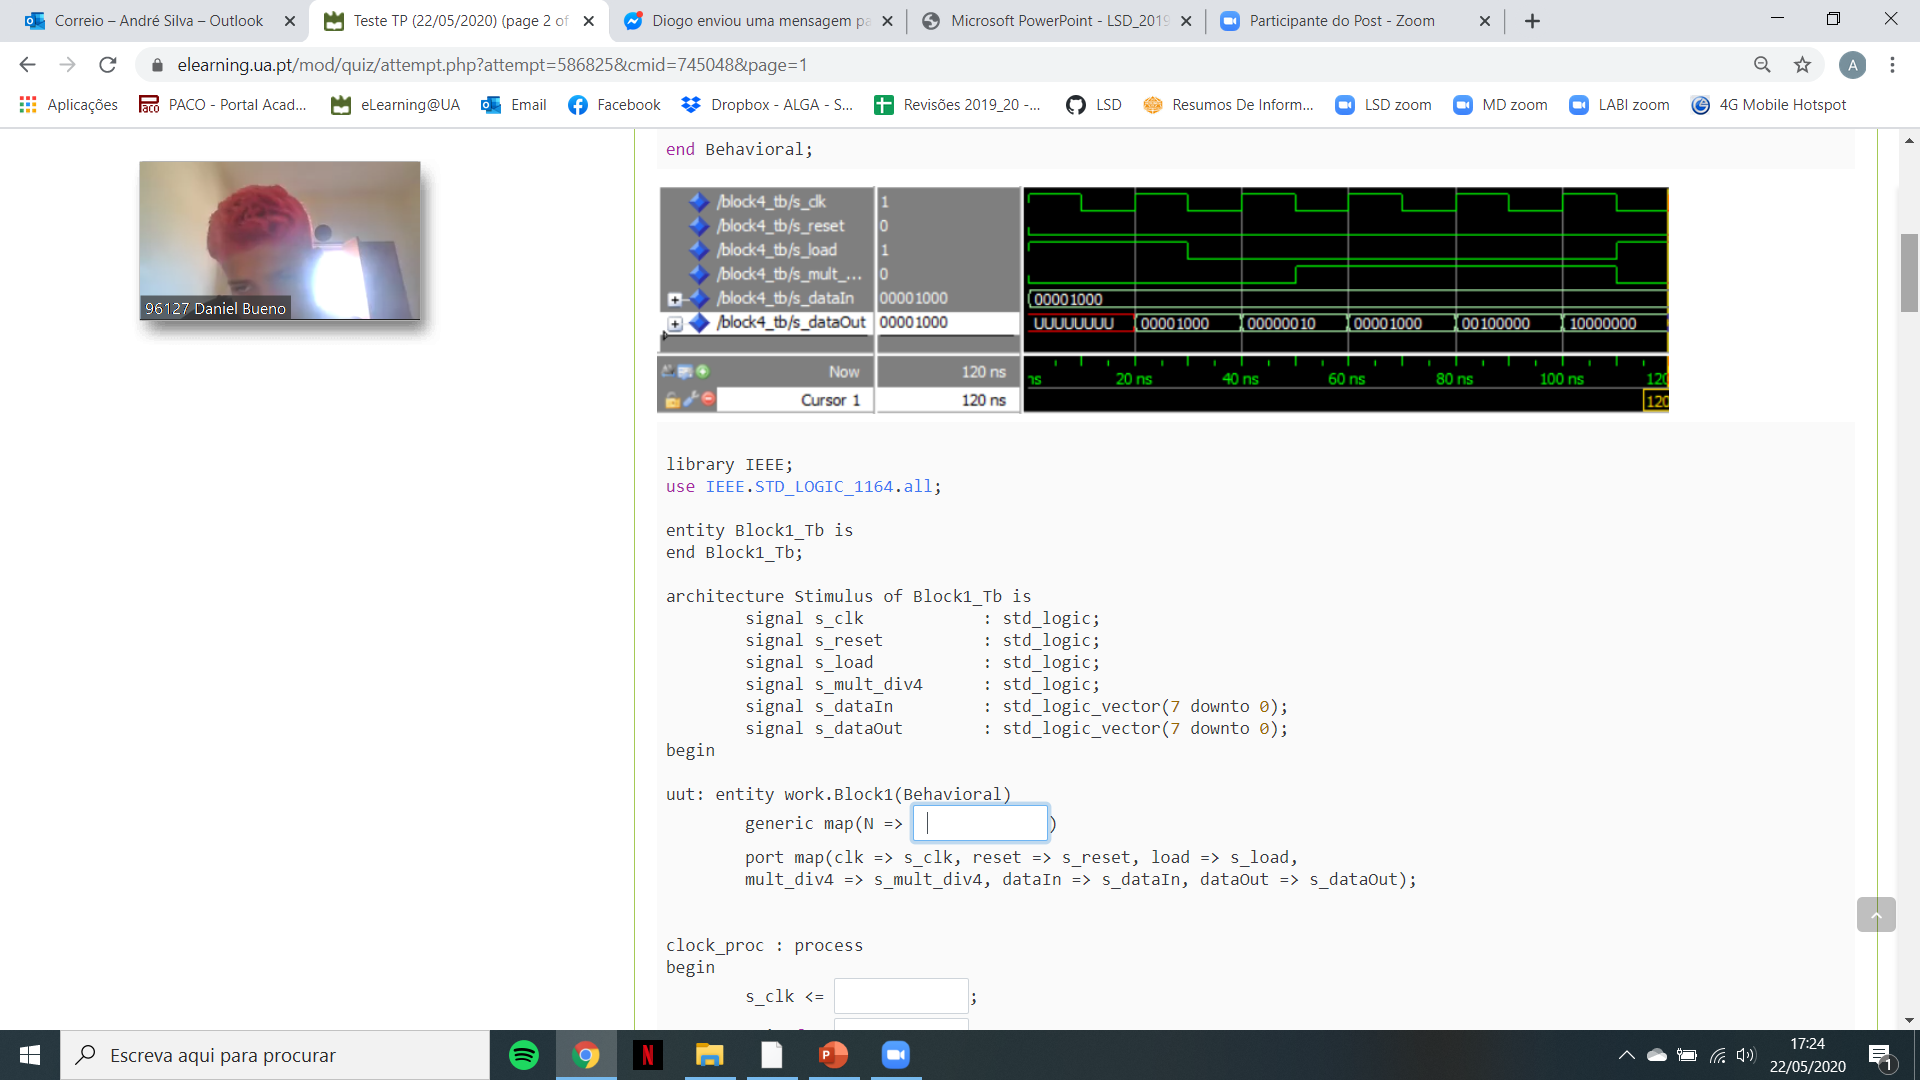 Correio – André Silva – Outlook
Teste TP (22/05/2020) (page 2 of
Diogo enviou uma mensagem pa
Microsoft PowerPoint - LSD_2019
Participante do Post - Zoom
elearning.ua.pt/mod/quiz/attempt.php?attempt=586825&cmid=745048&page=1
A
Aplicações
paco
PACO - Portal Acad...
eLearning@UA
Email
Facebook
Dropbox - ALGA - S...
Revisões 2019_20 -...
LSD
Resumos De Inform...
LSD zoom
MD zoom
LABI zoom
4G Mobile Hotspot
end Behavioral;
96127 Daniel Bueno
/block4_tb/s_clk 1
/block4_tb/s_reset 0
/block4_tb/s_load 1
/block4_tb/s_mult_... 0
/block4_tb/s_dataIn 00001000 00001000
/block4_tb/s_dataOut 00001000 UUUUUUUU 00001000 00000010 00001000 00100000 10000000
Now 120 ns ns 20 ns 40 ns 60 ns 80 ns 100 ns 120
Cursor 1 120 ns 120
library IEEE;
use IEEE.STD_LOGIC_1164.all;
entity Block1_Tb is
end Block1_Tb;
architecture Stimulus of Block1_Tb is
signal s_clk : std_logic;
signal s_reset : std_logic;
signal s_load : std_logic;
signal s_mult_div4 : std_logic;
signal s_dataIn : std_logic_vector(7 downto 0);
signal s_dataOut : std_logic_vector(7 downto 0);
begin
uut: entity work.Block1(Behavioral)
generic map(N => )
port map(clk => s_clk, reset => s_reset, load => s_load,
mult_div4 => s_mult_div4, dataIn => s_dataIn, dataOut => s_dataOut);
clock_proc : process
begin
s_clk <= ;
Escreva aqui para procurar
17:24
22/05/2020
1